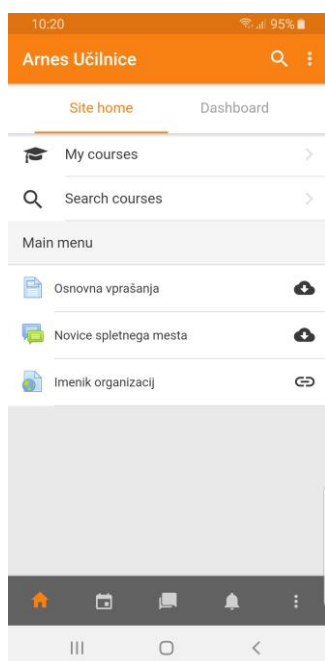 10:20 95%
Arnes Učilnice
Site home Dashboard
My courses
Search courses
Main menu
Osnovna vprašanja
Novice spletnega mesta
Imenik organizacij